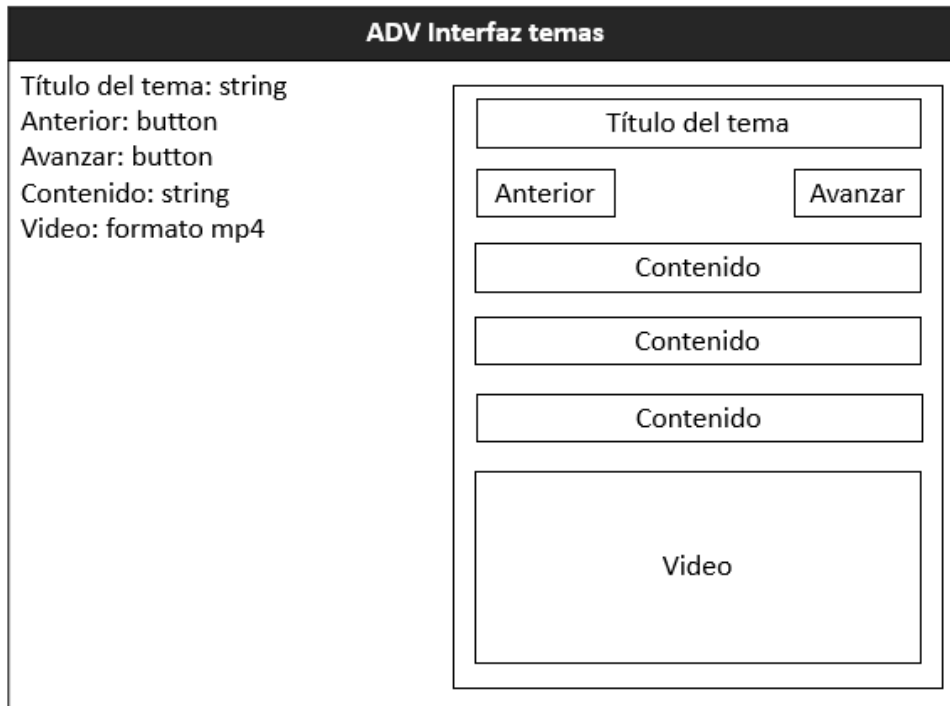 ADV Interfaz temas
Título del tema: string
Anterior: button
Avanzar: button
Contenido: string
Video: formato mp4
Título del tema
Anterior
Avanzar
Contenido
Contenido
Contenido
Video